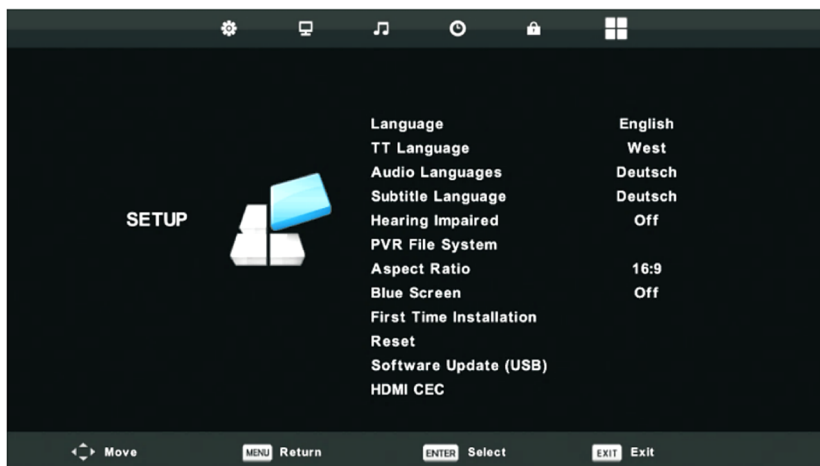 Language English
TT Language West
Audio Languages Deutsch
Subtitle Language Deutsch
SETUP
Hearing Impaired Off
PVR File System
Aspect Ratio 16:9
Blue Screen Off
First Time Installation
Reset
Software Update (USB)
HDMI CEC
Move MENU Return ENTER Select EXIT Exit